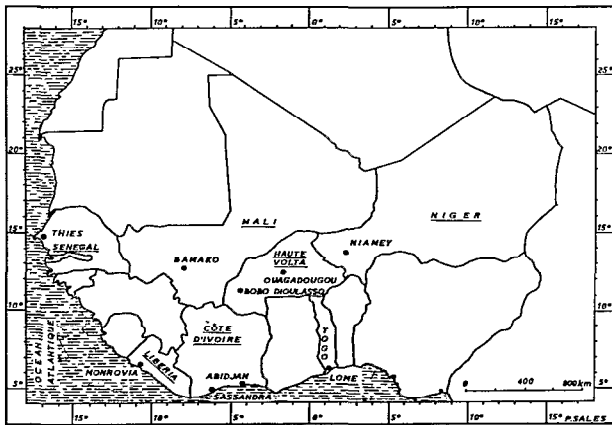 15° 10° 5° 0° 5° 10° 15°
25° 25°
20° 20°
MALI
NIGER
15° THIES 15°
SENEGAL
NIAMEY
BAMAKO
HAUTE
VOLTA
OUAGADOUGOU
BOBO DIOULASSO
10° 10°
CÔTE
D'IVOIRE
TOGO
OCEAN
ATLANTIQUE
LIBERIA
MONROVIA
ABIDJAN
LOME
SASSANDRA
5° 5°
0 400 800km
15° 10° 5° 0° 5° 10° 15° P.SALES